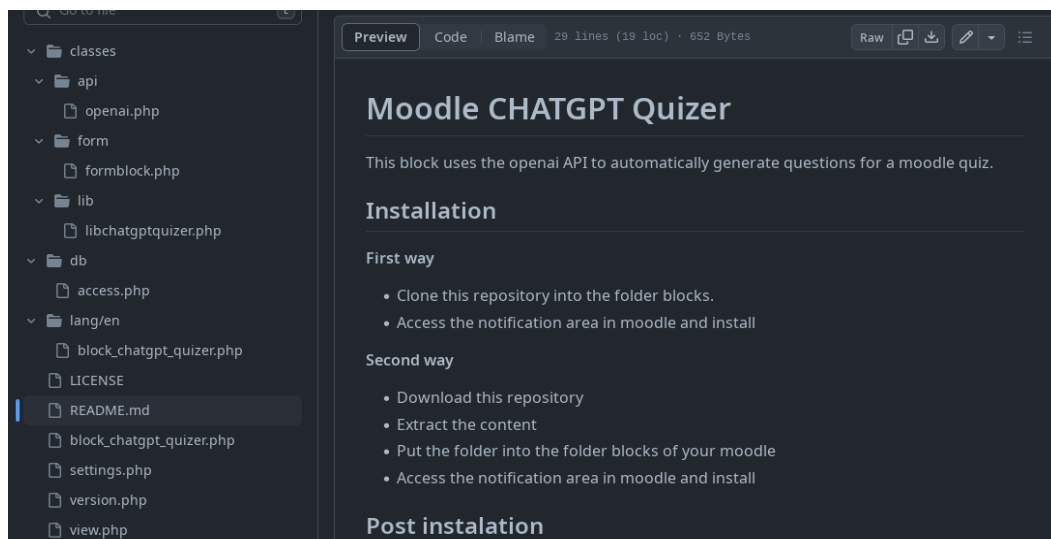 Go to file
t
classes
api
openai.php
form
formblock.php
lib
libchatgptquizer.php
db
access.php
lang/en
block_chatgpt_quizer.php
LICENSE
README.md
block_chatgpt_quizer.php
settings.php
version.php
view.php
Preview Code Blame 29 lines (19 loc) · 652 Bytes Raw
Moodle CHATGPT Quizer
This block uses the openai API to automatically generate questions for a moodle quiz.
Installation
First way
• Clone this repository into the folder blocks.
• Access the notification area in moodle and install
Second way
• Download this repository
• Extract the content
• Put the folder into the folder blocks of your moodle
• Access the notification area in moodle and install
Post instalation